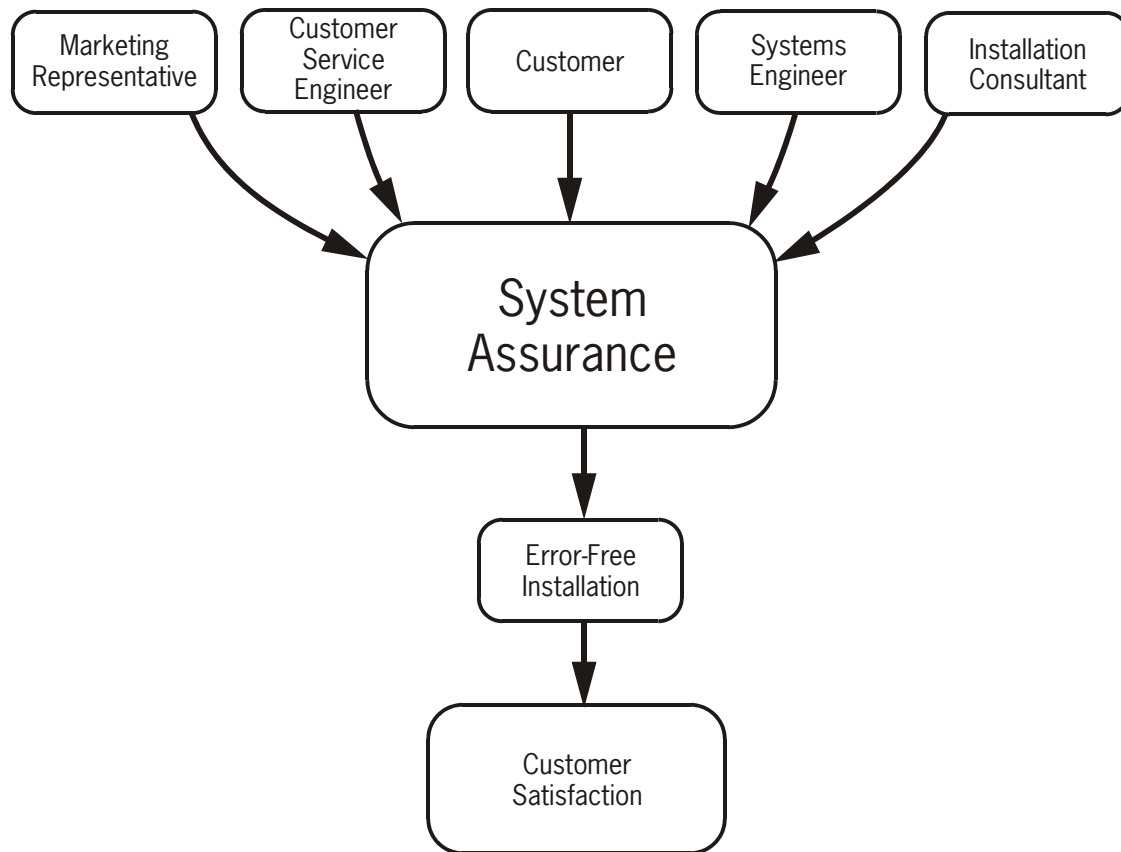 Marketing
Representative
Customer
Service
Engineer
Customer
Systems
Engineer
Installation
Consultant
System
Assurance
Error-Free
Installation
Customer
Satisfaction